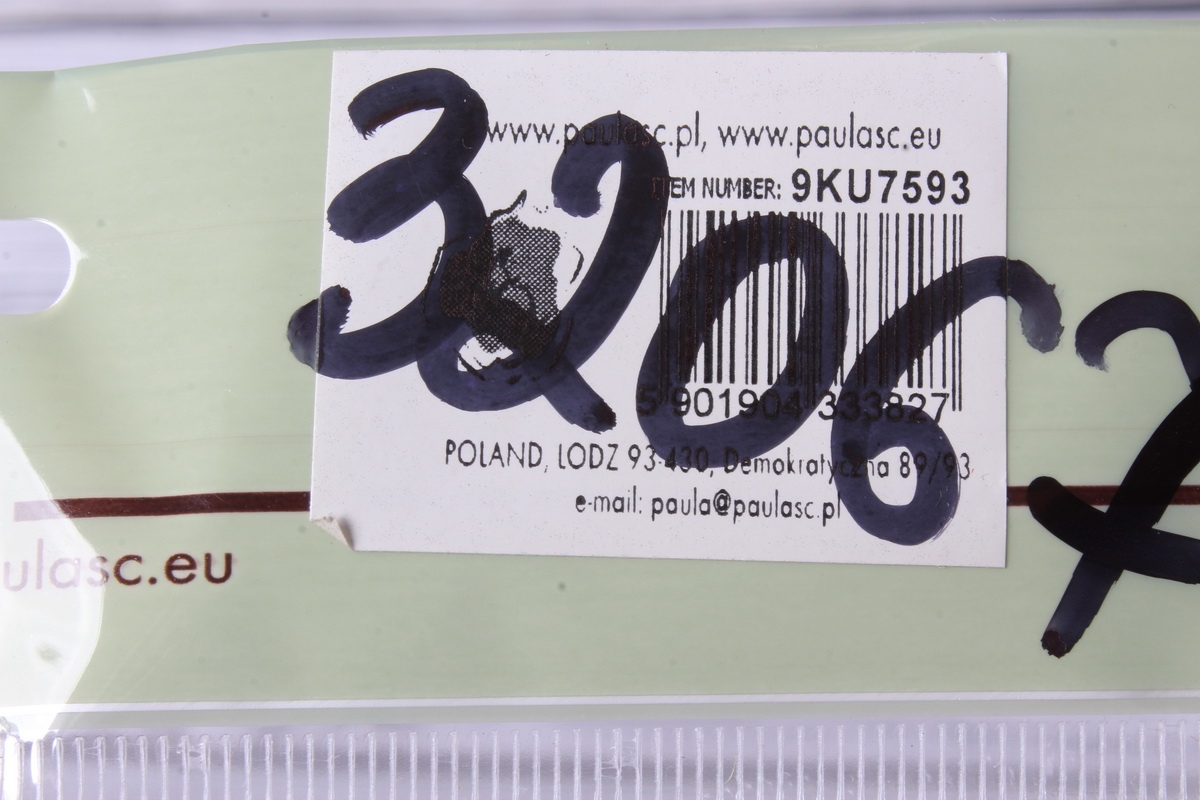 www.paulasc.pl, www.paulasc.eu
ITEM NUMBER: 9KU7593
5 901904 333827
POLAND, LODZ 93-430, Demokratyczna 89/93
e-mail: paula@paulasc.pl
ulasc.eu
32067